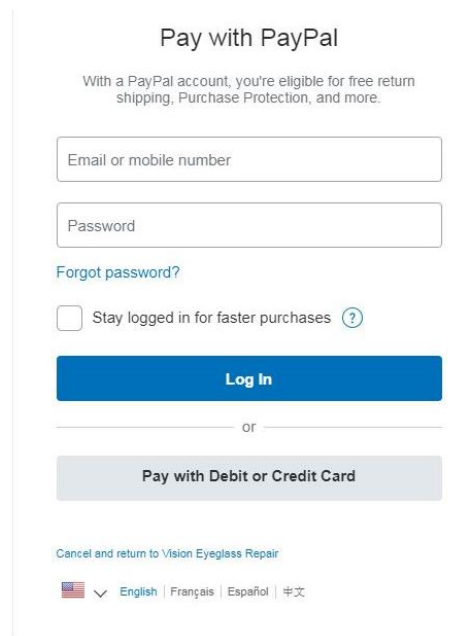 Pay with PayPal
With a PayPal account, you're eligible for free return
shipping, Purchase Protection, and more.
Email or mobile number
Password
Forgot password?
Stay logged in for faster purchases ?
Log In
or
Pay with Debit or Credit Card
Cancel and return to Vision Eyeglass Repair
English | Français | Español | 中文